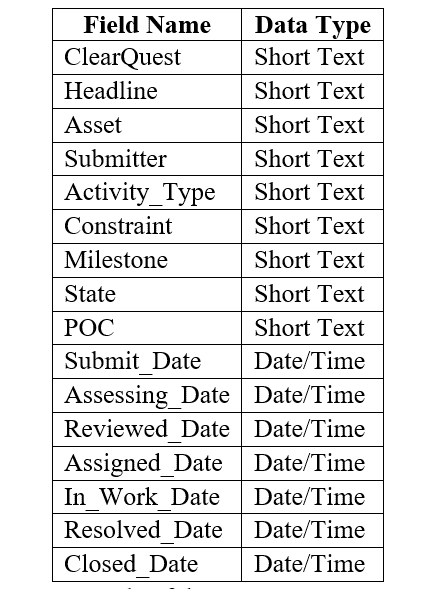 Field Name Data Type
ClearQuest Short Text
Headline Short Text
Asset Short Text
Submitter Short Text
Activity_Type Short Text
Constraint Short Text
Milestone Short Text
State Short Text
POC Short Text
Submit_Date Date/Time
Assessing_Date Date/Time
Reviewed_Date Date/Time
Assigned_Date Date/Time
In_Work_Date Date/Time
Resolved_Date Date/Time
Closed_Date Date/Time